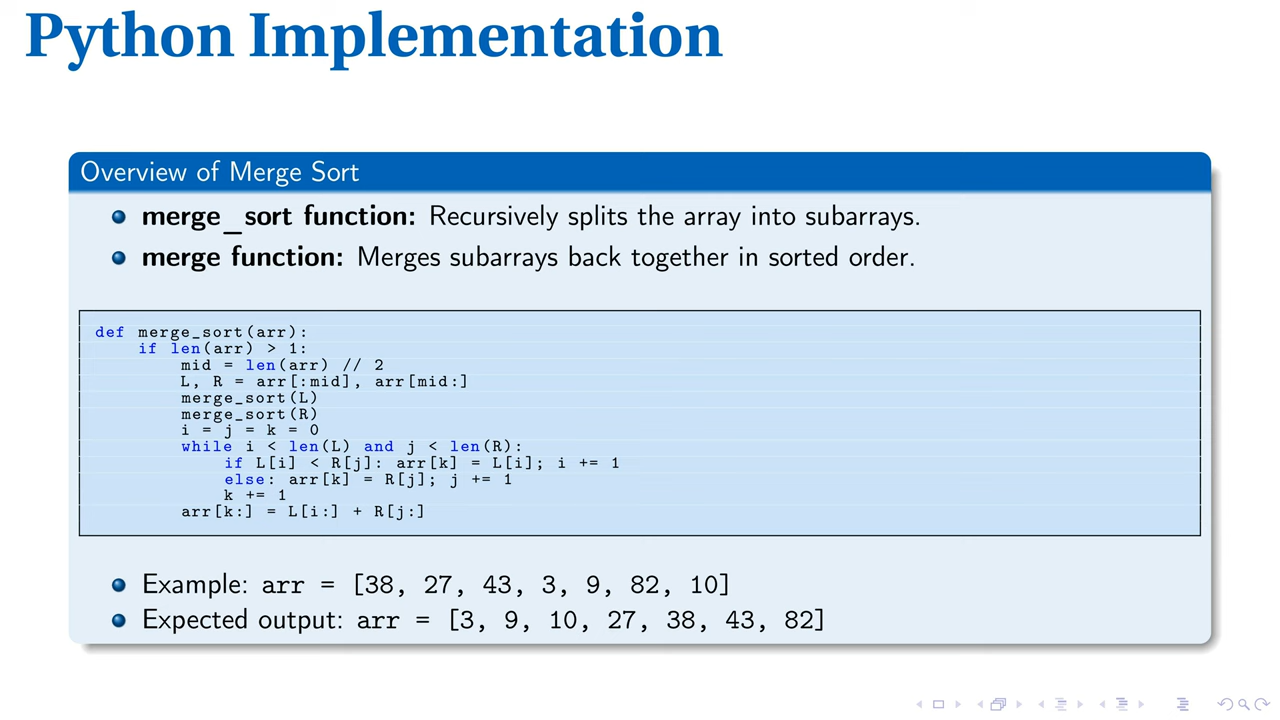 Python Implementation
Overview of Merge Sort
merge_sort function: Recursively splits the array into subarrays.
merge function: Merges subarrays back together in sorted order.
def merge_sort(arr):
    if len(arr) > 1:
        mid = len(arr) // 2
        L, R = arr[:mid], arr[mid:]
        merge_sort(L)
        merge_sort(R)
        i = j = k = 0
        while i < len(L) and j < len(R):
            if L[i] < R[j]: arr[k] = L[i]; i += 1
            else: arr[k] = R[j]; j += 1
            k += 1
        arr[k:] = L[i:] + R[j:]
Example: arr = [38, 27, 43, 3, 9, 82, 10]
Expected output: arr = [3, 9, 10, 27, 38, 43, 82]